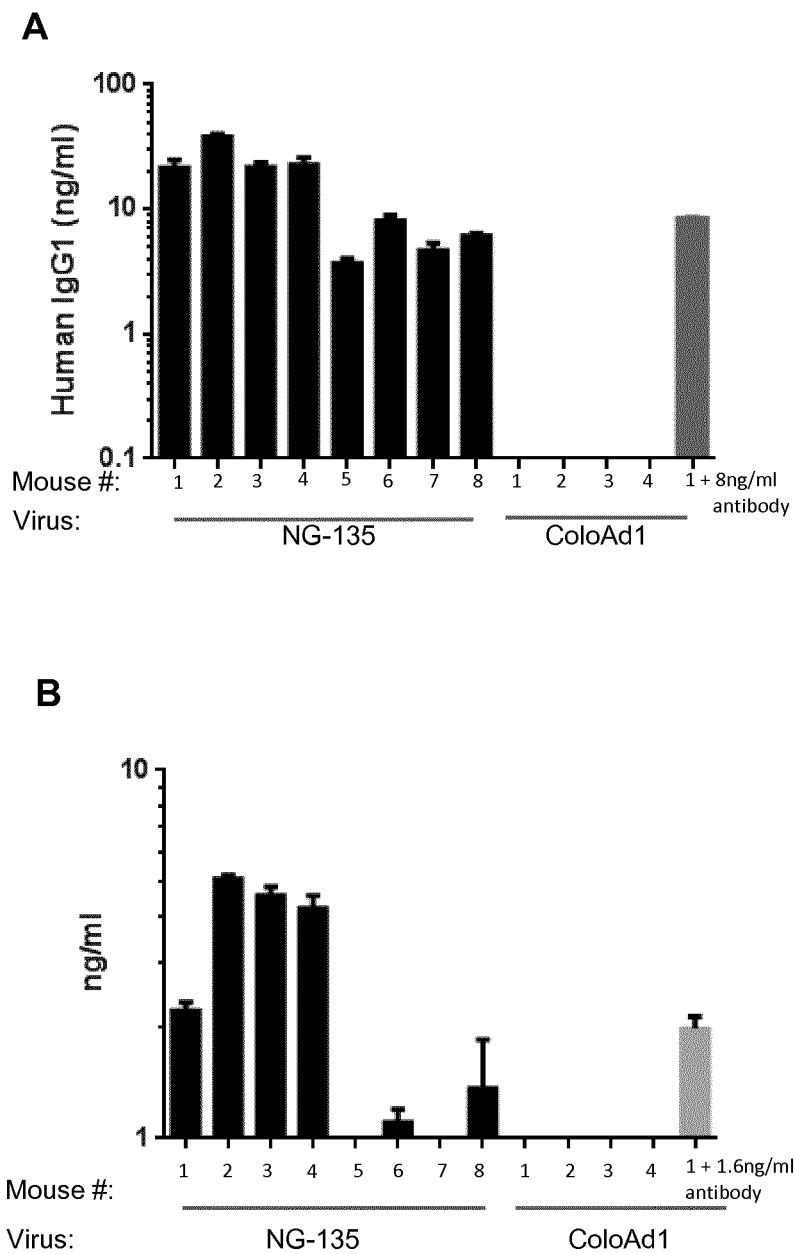 A
Human IgG1 (ng/ml)
100
10
1
0.1
Mouse #: 1 2 3 4 5 6 7 8 1 2 3 4 1 + 8ng/ml
antibody
Virus: NG-135 ColoAd1
B
ng/ml
10
1
1 2 3 4 5 6 7 8 1 2 3 4 1 + 1.6ng/ml
Mouse #: antibody
Virus: NG-135 ColoAd1